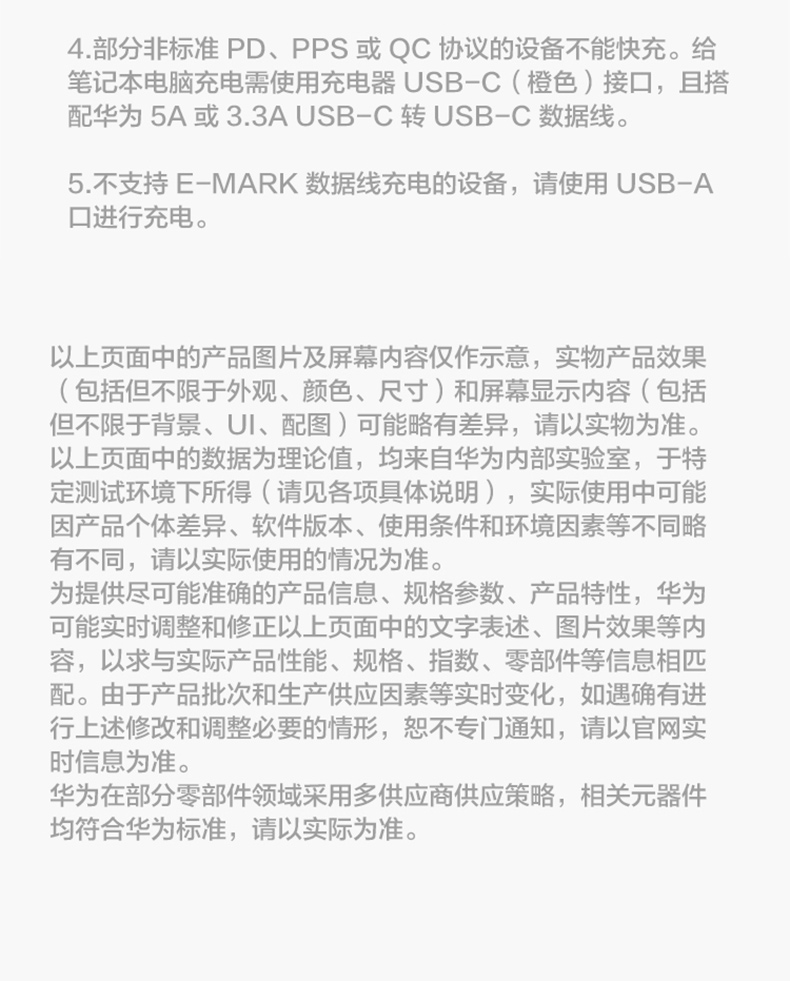 4.部分非标准 PD、PPS 或 QC 协议的设备不能快充。给
笔记本电脑充电需使用充电器 USB-C（橙色）接口，且搭
配华为 5A 或 3.3A USB-C 转 USB-C 数据线。
5.不支持 E-MARK 数据线充电的设备，请使用 USB-A
口进行充电。
以上页面中的产品图片及屏幕内容仅作示意，实物产品效果
（包括但不限于外观、颜色、尺寸）和屏幕显示内容（包括
但不限于背景、UI、配图）可能略有差异，请以实物为准。
以上页面中的数据为理论值，均来自华为内部实验室，于特
定测试环境下所得（请见各项具体说明），实际使用中可能
因产品个体差异、软件版本、使用条件和环境因素等不同略
有不同，请以实际使用的情况为准。
为提供尽可能准确的产品信息、规格参数、产品特性，华为
可能实时调整和修正以上页面中的文字表述、图片效果等内
容，以求与实际产品性能、规格、指数、零部件等信息相匹
配。由于产品批次和生产供应因素等实时变化，如遇确有进
行上述修改和调整必要的情形，恕不专门通知，请以官网实
时信息为准。
华为在部分零部件领域采用多供应商供应策略，相关元器件
均符合华为标准，请以实际为准。